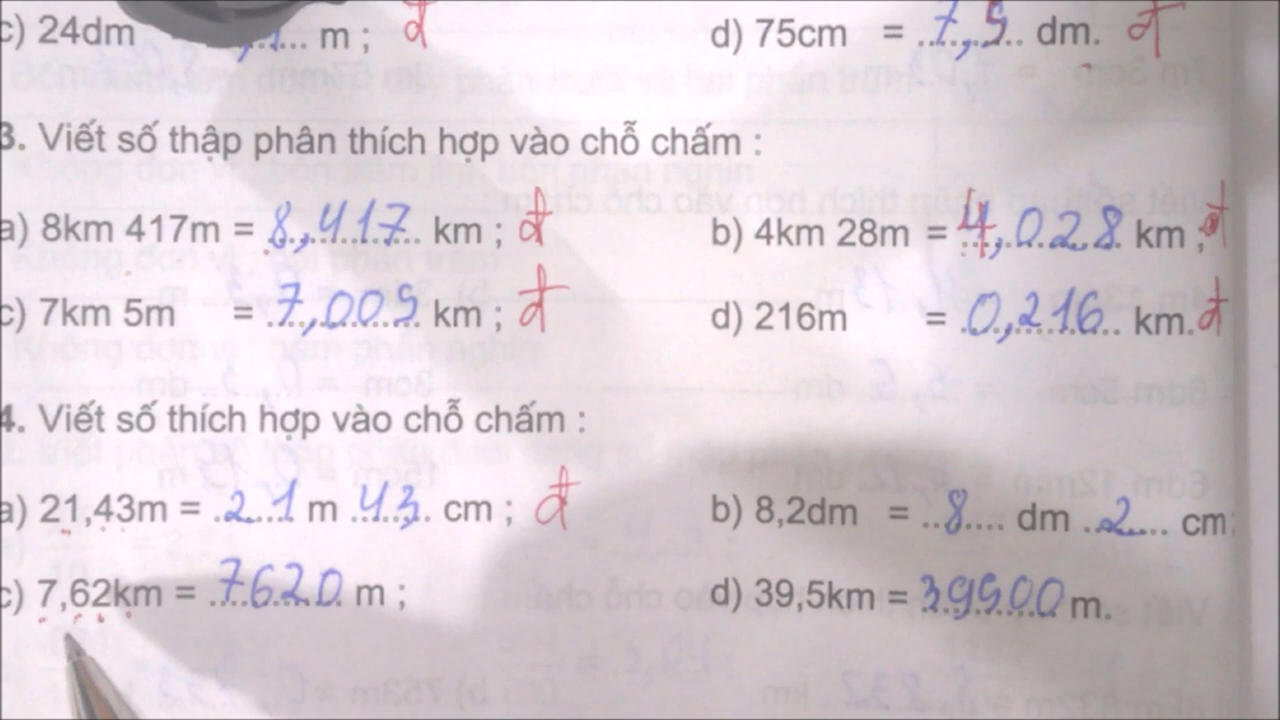 c) 24dm m ; đ d) 75cm = 7,5 dm. đ
3. Viết số thập phân thích hợp vào chỗ chấm :
a) 8km 417m = 8,417 km ; đ b) 4km 28m = 4,028 km ; đ
c) 7km 5m = 7,005 km ; đ d) 216m = 0,216 km. đ
4. Viết số thích hợp vào chỗ chấm :
a) 21,43m = 21 m 43 cm ; đ b) 8,2dm = 8 dm 2 cm;
c) 7,62km = 7620 m ; d) 39,5km = 39500 m.